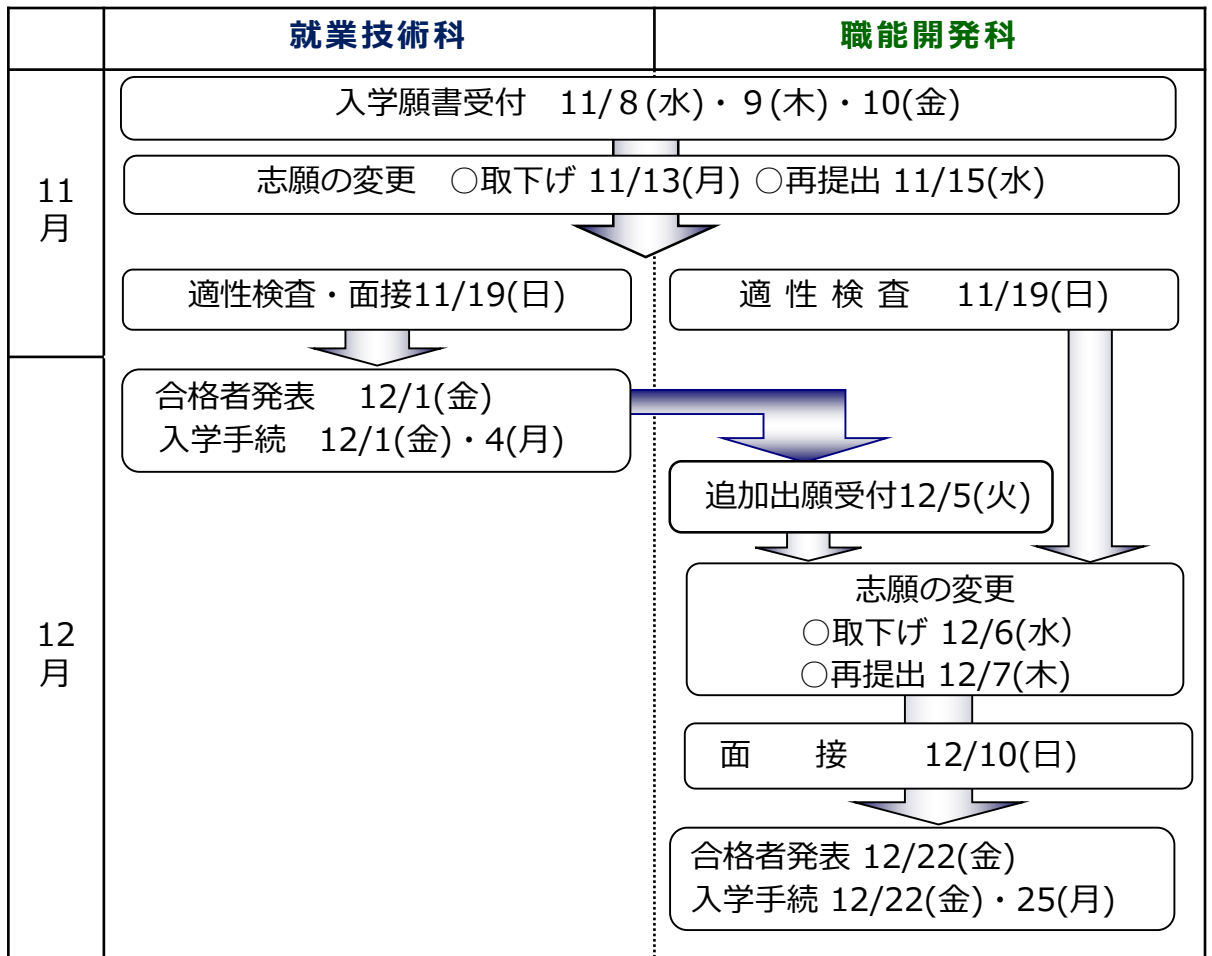 就業技術科 職能開発科
入学願書受付 11/８(水)・９(木)・10(金)
志願の変更 ○取下げ 11/13(月) ○再提出 11/15(水)
11
月
適性検査・面接11/19(日)
適 性 検 査 11/19(日)
合格者発表 12/1(金)
入学手続 12/1(金)・4(月)
追加出願受付12/5(火)
志願の変更
○取下げ 12/6(水）
○再提出 12/7(木)
12
月
面 接 12/10(日)
合格者発表 12/22(金)
入学手続 12/22(金)・25(月)